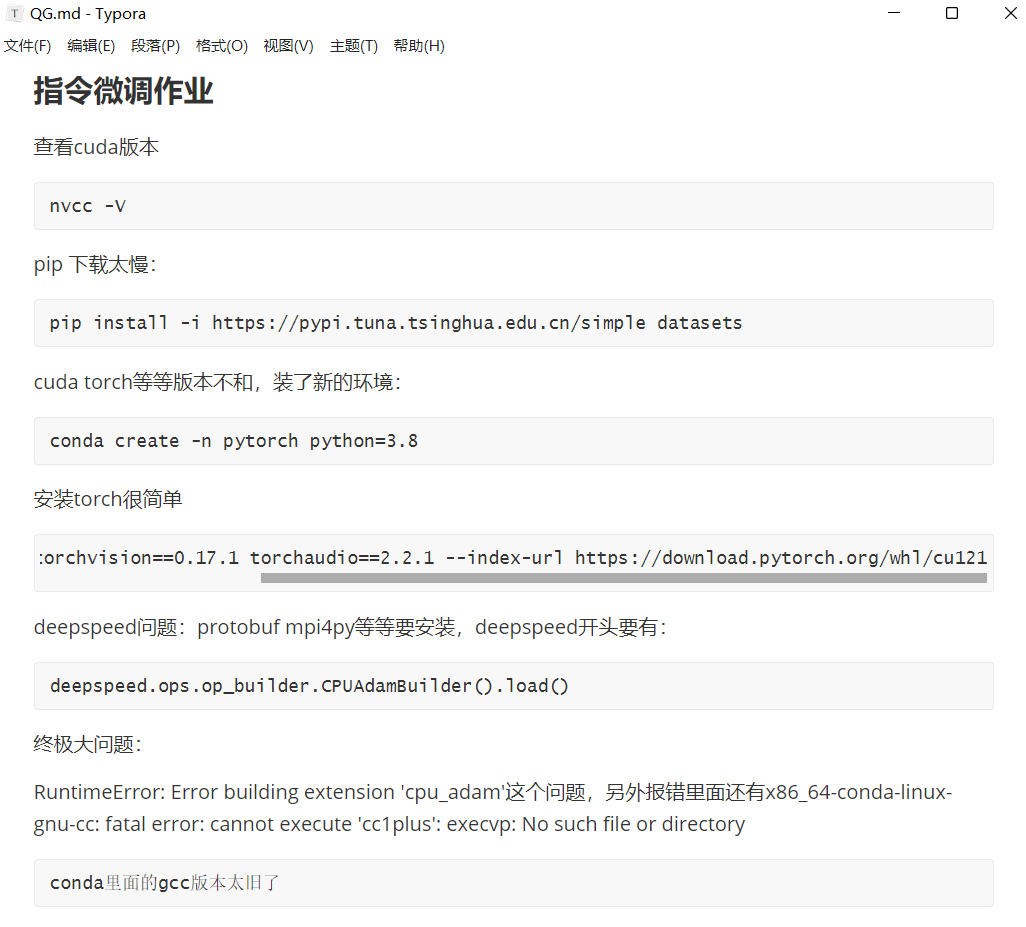 QG.md - Typora
文件(F) 编辑(E) 段落(P) 格式(O) 视图(V) 主题(T) 帮助(H)
指令微调作业
查看cuda版本
nvcc -V
pip 下载太慢：
pip install -i https://pypi.tuna.tsinghua.edu.cn/simple datasets
cuda torch等等版本不和，装了新的环境：
conda create -n pytorch python=3.8
安装torch很简单
torchvision==0.17.1 torchaudio==2.2.1 --index-url https://download.pytorch.org/whl/cu121
deepspeed问题：protobuf mpi4py等等要安装，deepspeed开头要有：
deepspeed.ops.op_builder.CPUAdamBuilder().load()
终极大问题：
RuntimeError: Error building extension 'cpu_adam'这个问题，另外报错里面还有x86_64-conda-linux-
gnu-cc: fatal error: cannot execute 'cc1plus': execvp: No such file or directory
conda里面的gcc版本太旧了